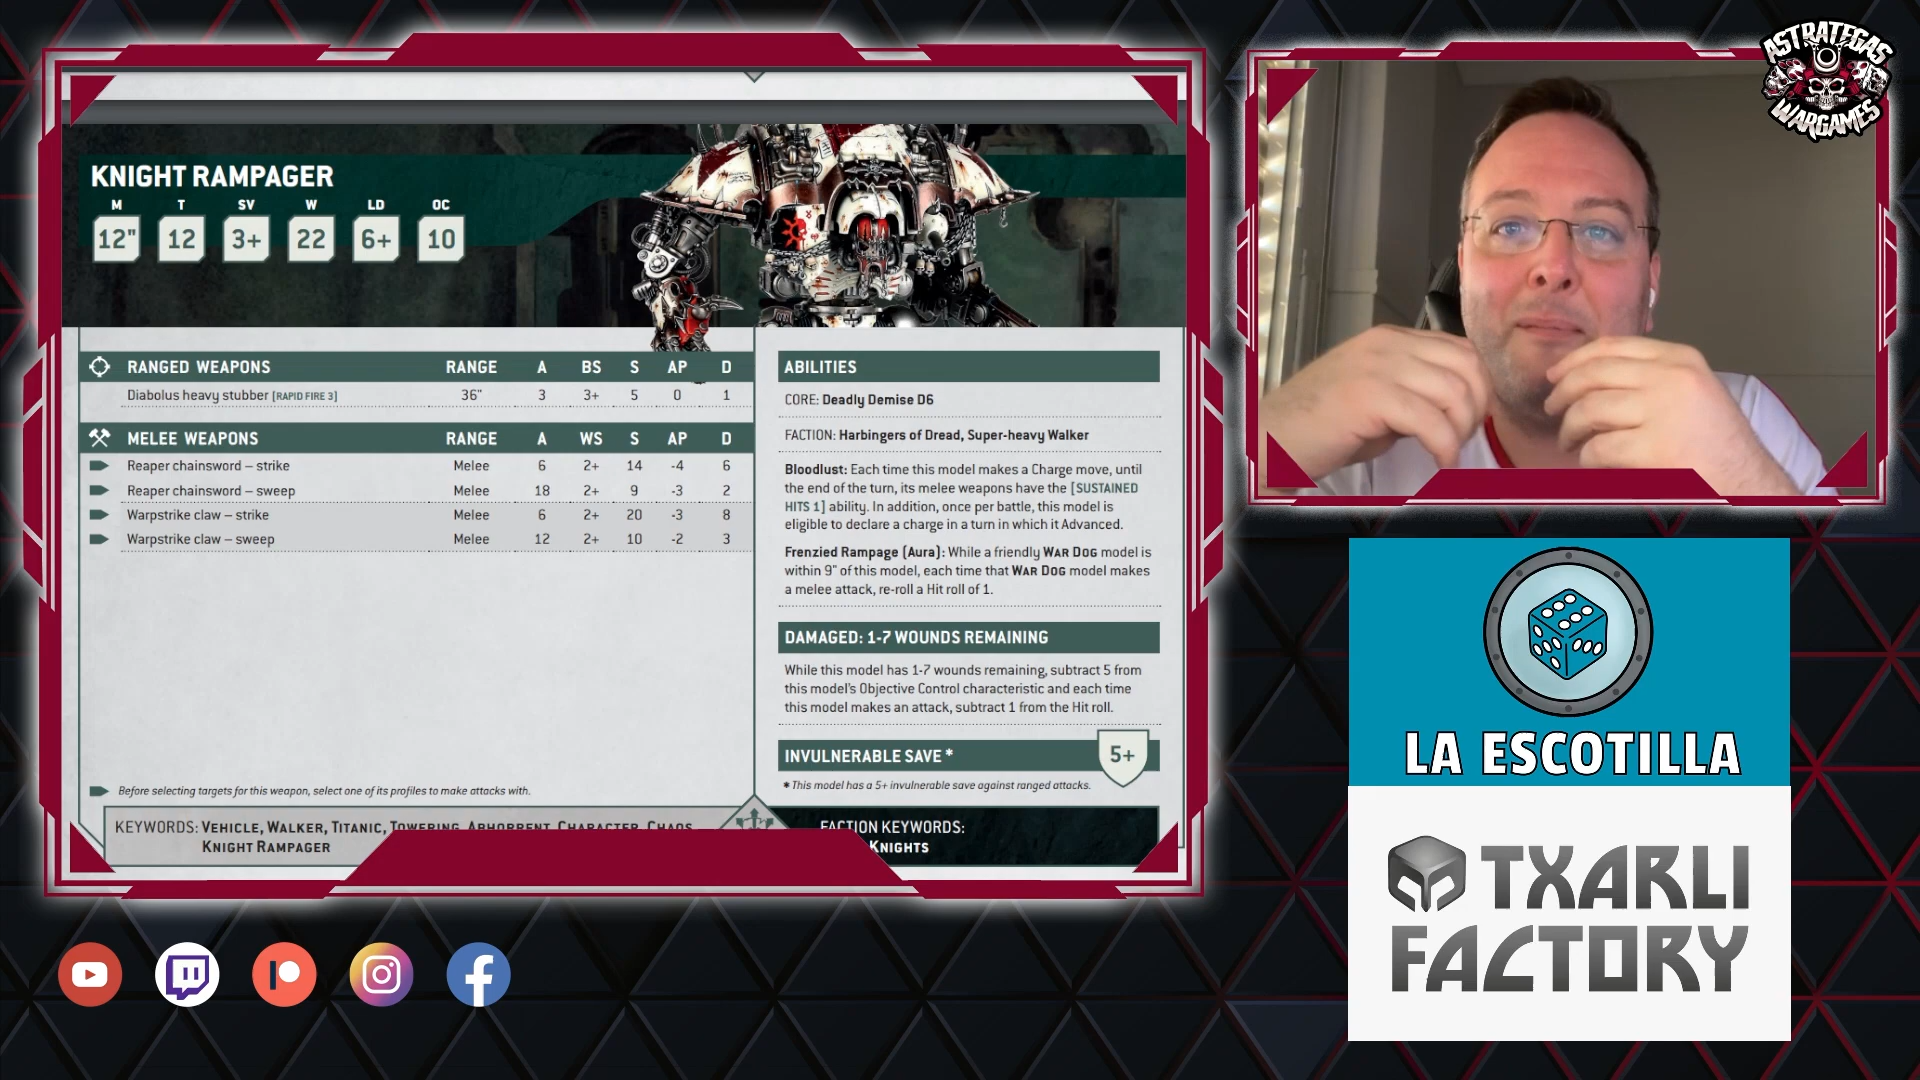 KNIGHT RAMPAGER
M T SV W LD OC
12" 12 3+ 22 6+ 10
RANGED WEAPONS RANGE A BS S AP D
Diabolus heavy stubber [RAPID FIRE 3] 36" 3 3+ 5 0 1
MELEE WEAPONS RANGE A WS S AP D
Reaper chainsword – strike Melee 6 2+ 14 -4 6
Reaper chainsword – sweep Melee 18 2+ 9 -3 2
Warpstrike claw – strike Melee 6 2+ 20 -3 8
Warpstrike claw – sweep Melee 12 2+ 10 -2 3
Before selecting targets for this weapon, select one of its profiles to make attacks with.
KEYWORDS: VEHICLE, WALKER, TITANIC, TOWERING, ABHORRENT, CHARACTER, CHAOS,
KNIGHT RAMPAGER
ABILITIES
CORE: Deadly Demise D6
FACTION: Harbingers of Dread, Super-heavy Walker
Bloodlust: Each time this model makes a Charge move, until
the end of the turn, its melee weapons have the [SUSTAINED
HITS 1] ability. In addition, once per battle, this model is
eligible to declare a charge in a turn in which it Advanced.
Frenzied Rampage (Aura): While a friendly WAR DOG model is
within 9" of this model, each time that WAR DOG model makes
a melee attack, re-roll a Hit roll of 1.
DAMAGED: 1-7 WOUNDS REMAINING
While this model has 1-7 wounds remaining, subtract 5 from
this model's Objective Control characteristic and each time
this model makes an attack, subtract 1 from the Hit roll.
INVULNERABLE SAVE * 5+
* This model has a 5+ invulnerable save against ranged attacks.
FACTION KEYWORDS:
KNIGHTS
ASTRATEGAS
WARGAMES
LA ESCOTILLA
TXARLI
FACTORY